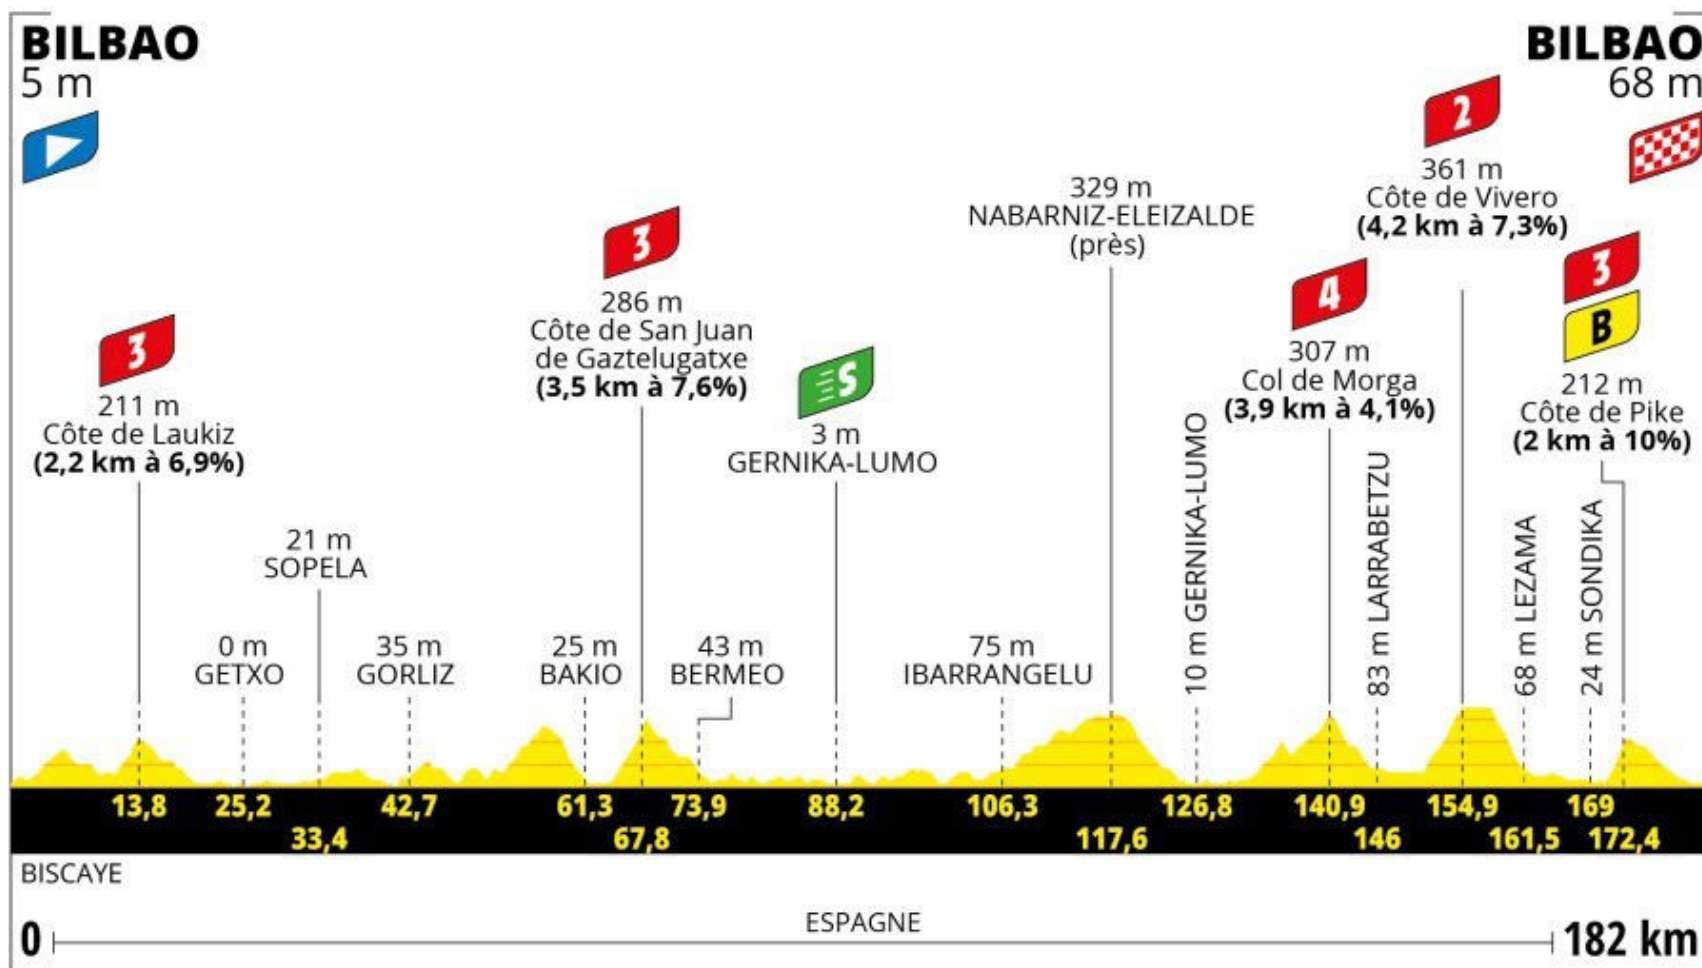 BILBAO
5 m
BILBAO
68 m
2
361 m
Côte de Vivero
(4,2 km à 7,3%)
329 m
NABARNIZ-ELEIZALDE
(près)
3
286 m
Côte de San Juan
de Gaztelugatxe
(3,5 km à 7,6%)
3
B
212 m
Côte de Pike
(2 km à 10%)
4
307 m
Col de Morga
(3,9 km à 4,1%)
3
211 m
Côte de Laukiz
(2,2 km à 6,9%)
S
3 m
GERNIKA-LUMO
21 m
SOPELA
0 m
GETXO
35 m
GORLIZ
25 m
BAKIO
43 m
BERMEO
75 m
IBARRANGELU
10 m GERNIKA-LUMO
83 m LARRABETZU
68 m LEZAMA
24 m SONDIKA
13,8 25,2 42,7 61,3 73,9 88,2 106,3 126,8 140,9 154,9 169
33,4 67,8 117,6 146 161,5 172,4
BISCAYE
ESPAGNE
0 182 km